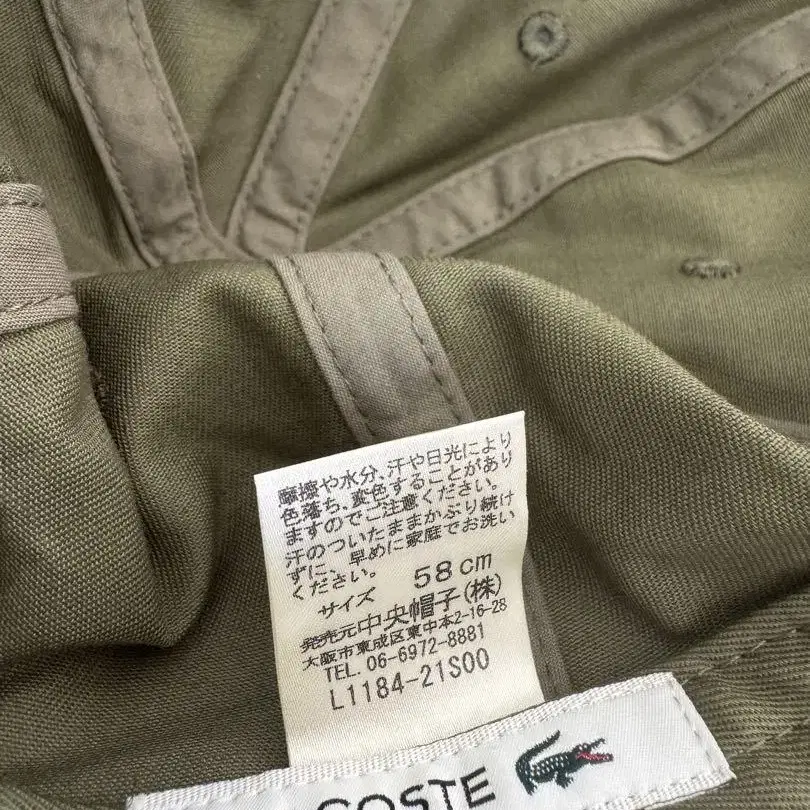 摩擦や水分、汗や日光により
色落ち、変色することがあり
ますのでご注意ください。
汗のついたままかぶり続け
ずに、早めに家庭でお洗い
ください。
サイズ 58cm
発売元中央帽子(株)
大阪市東成区東中本2-16-28
TEL. 06-6972-8881
L1184-21S00
COSTE